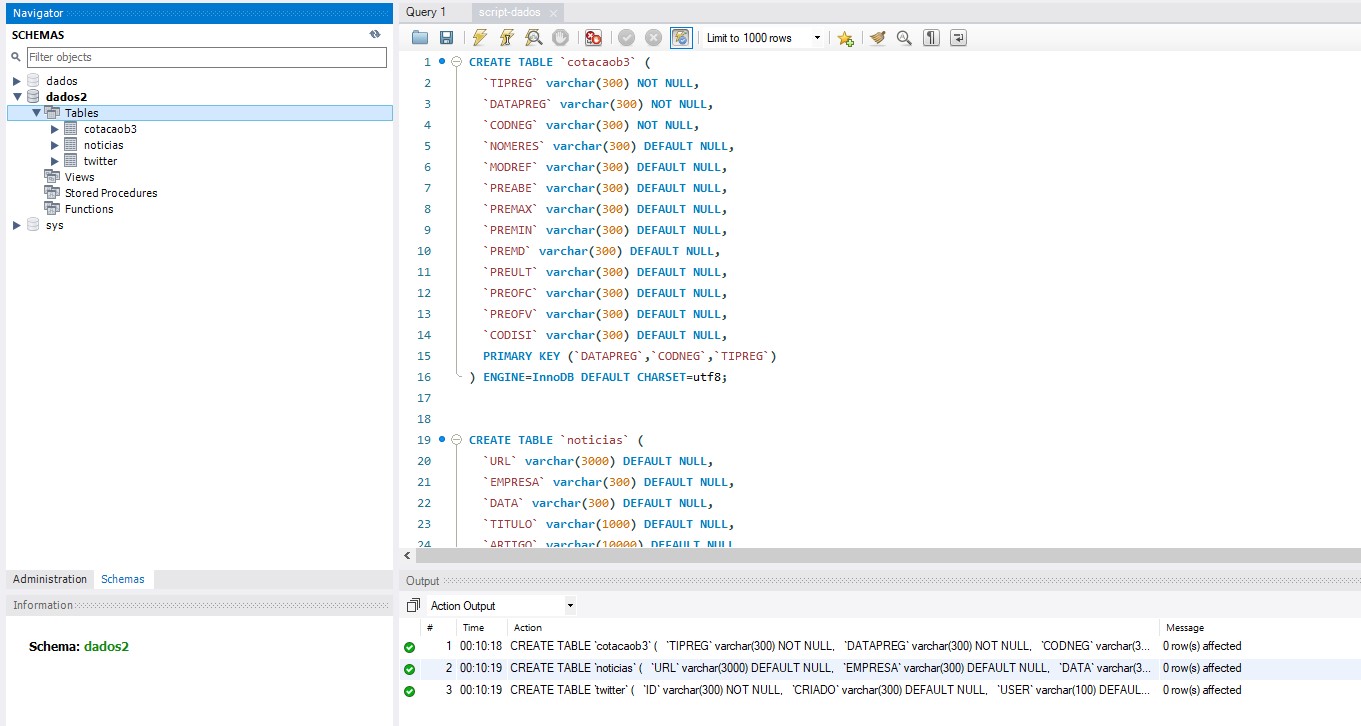 Navigator
SCHEMAS
Filter objects
dados
dados2
Tables
cotacaob3
noticias
twitter
Views
Stored Procedures
Functions
sys
Administration Schemas
Information
Schema: dados2
Query 1 script-dados
Limit to 1000 rows
1 CREATE TABLE `cotacaob3` (
2 `TIPREG` varchar(300) NOT NULL,
3 `DATAPREG` varchar(300) NOT NULL,
4 `CODNEG` varchar(300) NOT NULL,
5 `NOMERES` varchar(300) DEFAULT NULL,
6 `MODREF` varchar(300) DEFAULT NULL,
7 `PREABE` varchar(300) DEFAULT NULL,
8 `PREMAX` varchar(300) DEFAULT NULL,
9 `PREMIN` varchar(300) DEFAULT NULL,
10 `PREMD` varchar(300) DEFAULT NULL,
11 `PREULT` varchar(300) DEFAULT NULL,
12 `PREOFC` varchar(300) DEFAULT NULL,
13 `PREOFV` varchar(300) DEFAULT NULL,
14 `CODISI` varchar(300) DEFAULT NULL,
15 PRIMARY KEY (`DATAPREG`,`CODNEG`,`TIPREG`)
16 ) ENGINE=InnoDB DEFAULT CHARSET=utf8;
17
18
19 CREATE TABLE `noticias` (
20 `URL` varchar(3000) DEFAULT NULL,
21 `EMPRESA` varchar(300) DEFAULT NULL,
22 `DATA` varchar(300) DEFAULT NULL,
23 `TITULO` varchar(1000) DEFAULT NULL,
24 `ARTIGO` varchar(10000) DEFAULT NULL
Output
Action Output
# Time Action Message
1 00:10:18 CREATE TABLE `cotacaob3` ( `TIPREG` varchar(300) NOT NULL, `DATAPREG` varchar(300) NOT NULL, `CODNEG` varchar(3... 0 row(s) affected
2 00:10:19 CREATE TABLE `noticias` ( `URL` varchar(3000) DEFAULT NULL, `EMPRESA` varchar(300) DEFAULT NULL, `DATA` varchar(3... 0 row(s) affected
3 00:10:19 CREATE TABLE `twitter` ( `ID` varchar(300) NOT NULL, `CRIADO` varchar(300) DEFAULT NULL, `USER` varchar(100) DEFAUL... 0 row(s) affected